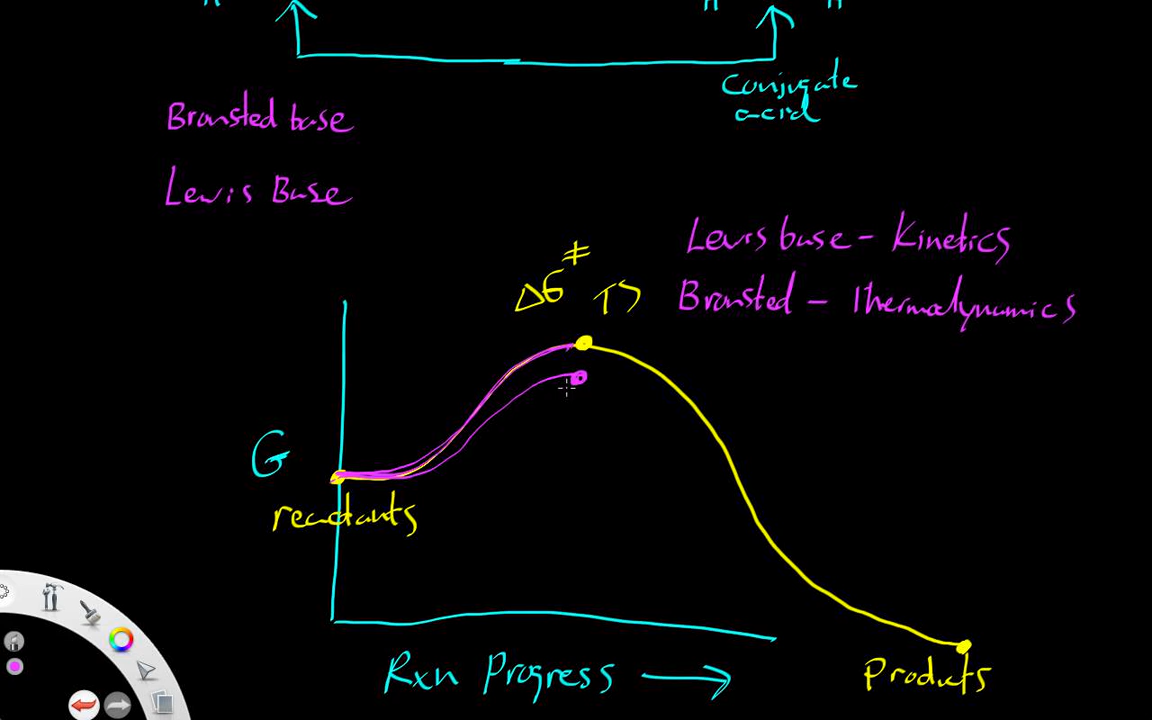 Conjugate
acid
Bronsted base
Lewis Base
Lewis base - Kinetics
Bronsted - Thermodynamics
ΔG‡ TS
G
reactants
Rxn Progress
Products